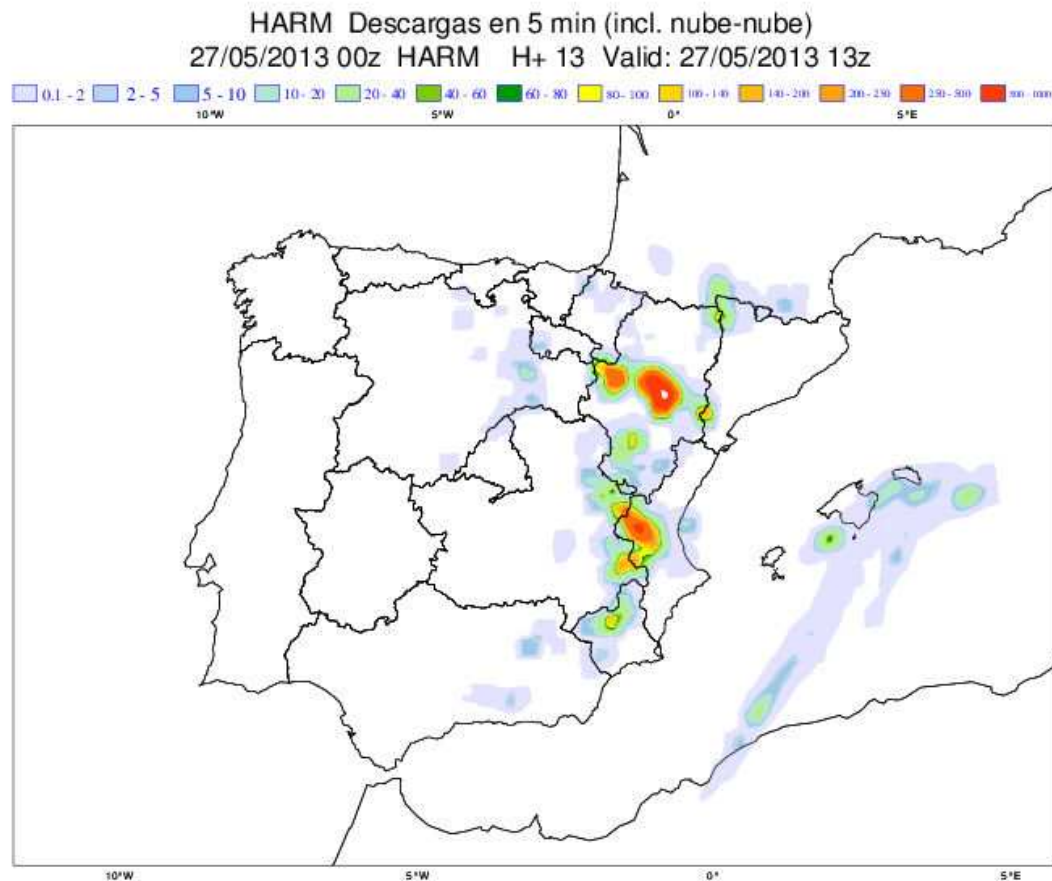 HARM Descargas en 5 min (incl. nube-nube)
27/05/2013 00z HARM H+ 13 Valid: 27/05/2013 13z
0.1 - 2 2 - 5 5 - 10 10 - 20 20 - 40 40 - 60 60 - 80 80 - 100 100 - 140 140 - 200 200 - 250 250 - 500 500 - 1000
10°W 5°W 0° 5°E
10°W 5°W 0° 5°E